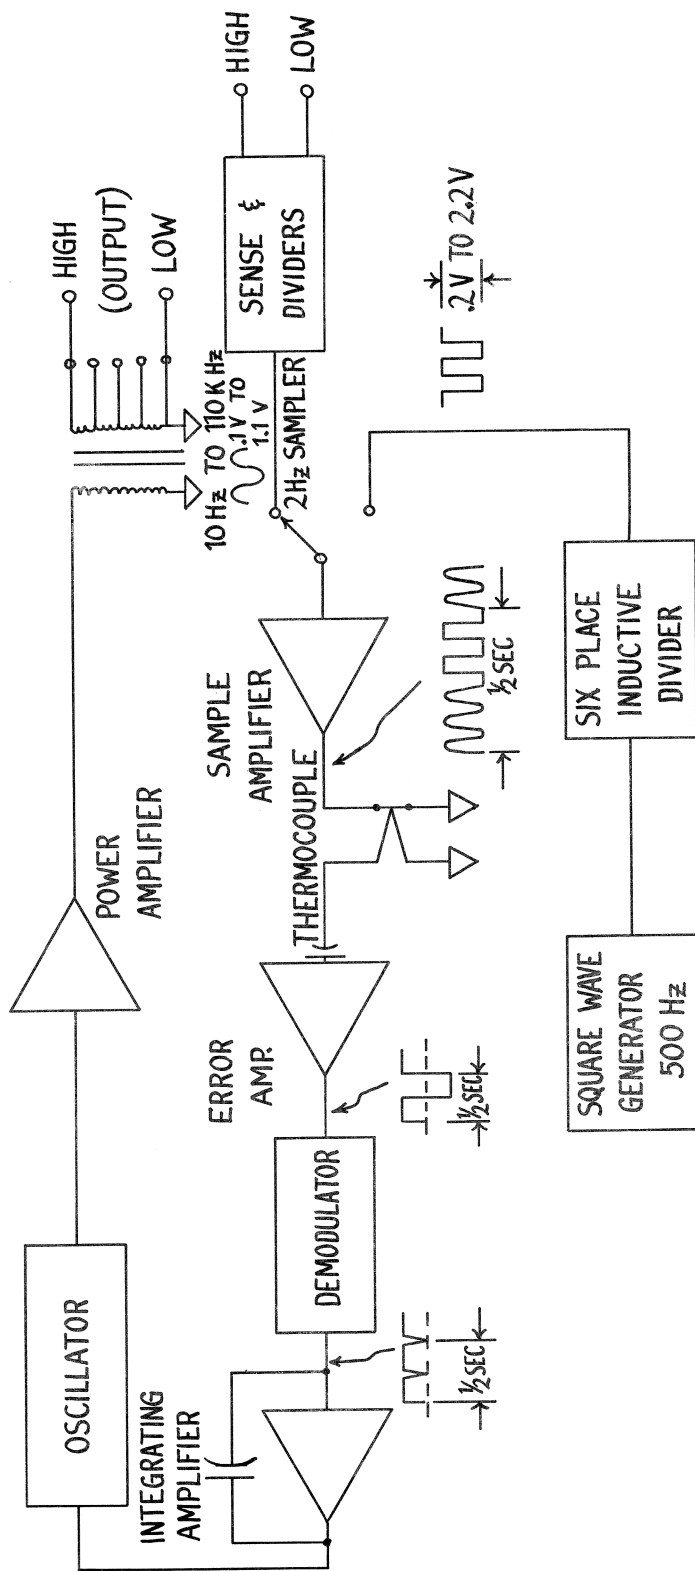 OSCILLATOR
POWER
AMPLIFIER
HIGH
(OUTPUT)
LOW
10 Hz TO 110 K Hz
.1V TO
1.1 V
INTEGRATING
AMPLIFIER
DEMODULATOR
ERROR
AMP.
THERMOCOUPLE
SAMPLE
AMPLIFIER
2Hz SAMPLER
SENSE &
DIVIDERS
HIGH
LOW
½ SEC
½ SEC
½ SEC
.2V TO 2.2V
SQUARE WAVE
GENERATOR
500 Hz
SIX PLACE
INDUCTIVE
DIVIDER